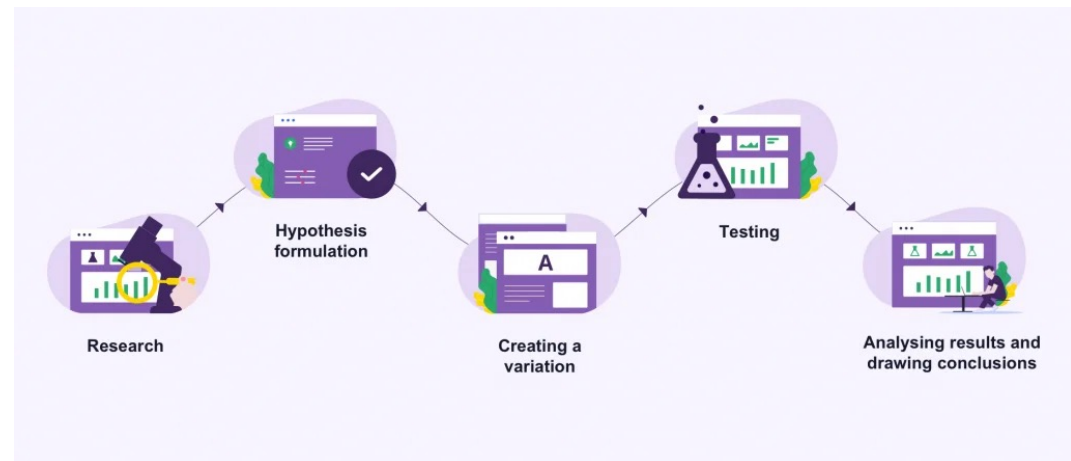 Research
Hypothesis
formulation
A
Creating a
variation
Testing
Analysing results and
drawing conclusions